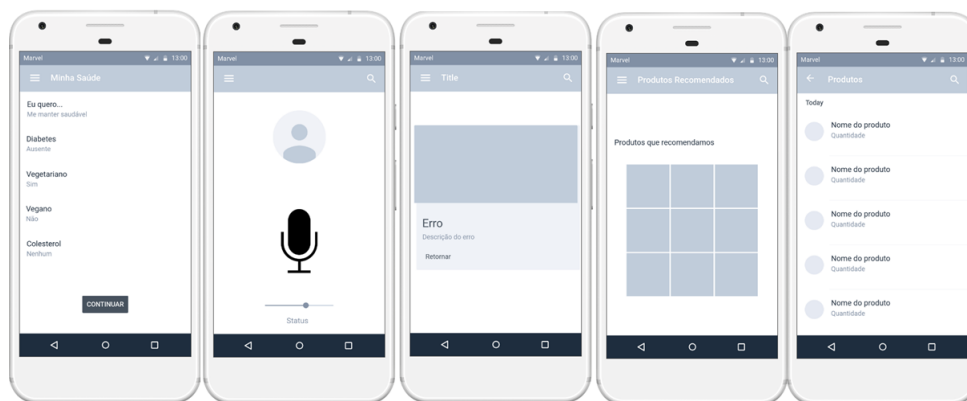 Marvel 13:00
Minha Saúde
Eu quero...
Me manter saudável
Diabetes
Ausente
Vegetariano
Sim
Vegano
Não
Colesterol
Nenhum
CONTINUAR
Marvel 13:00
Status
Marvel 13:00
Title
Erro
Descrição do erro
Retornar
Marvel 13:00
Produtos Recomendados
Produtos que recomendamos
Marvel 13:00
Produtos
Today
Nome do produto
Quantidade
Nome do produto
Quantidade
Nome do produto
Quantidade
Nome do produto
Quantidade
Nome do produto
Quantidade